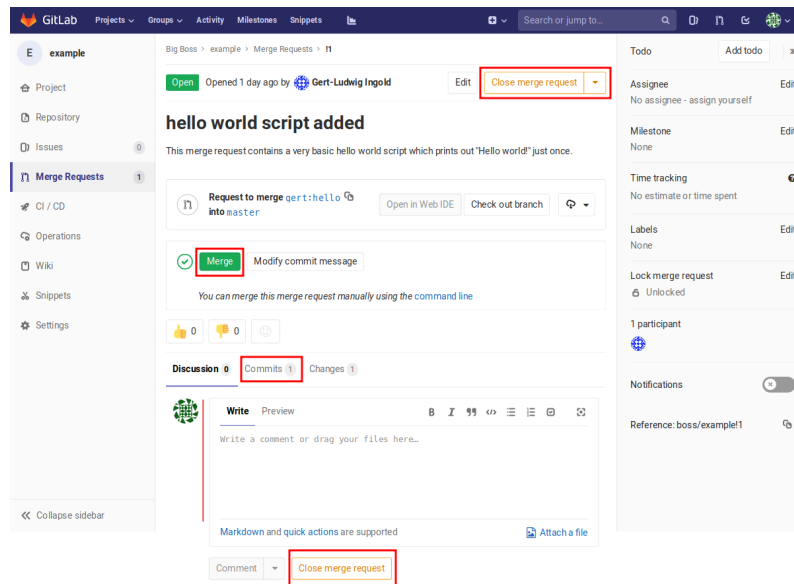 GitLab Projects Groups Activity Milestones Snippets Search or jump to...
E example
Project
Repository
Issues 0
Merge Requests 1
CI / CD
Operations
Wiki
Snippets
Settings
Collapse sidebar
Big Boss > example > Merge Requests > !1
Open Opened 1 day ago by Gert-Ludwig Ingold Edit Close merge request
hello world script added
This merge request contains a very basic hello world script which prints out "Hello world!" just once.
Request to merge gert:hello
into master
Open in Web IDE Check out branch
Merge Modify commit message
You can merge this merge request manually using the command line
0 0
Discussion 0 Commits 1 Changes 1
Write Preview
Write a comment or drag your files here…
Markdown and quick actions are supported Attach a file
Comment Close merge request
Todo Add todo
Assignee Edit
No assignee - assign yourself
Milestone Edit
None
Time tracking
No estimate or time spent
Labels Edit
None
Lock merge request Edit
Unlocked
1 participant
Notifications
Reference: boss/example!1